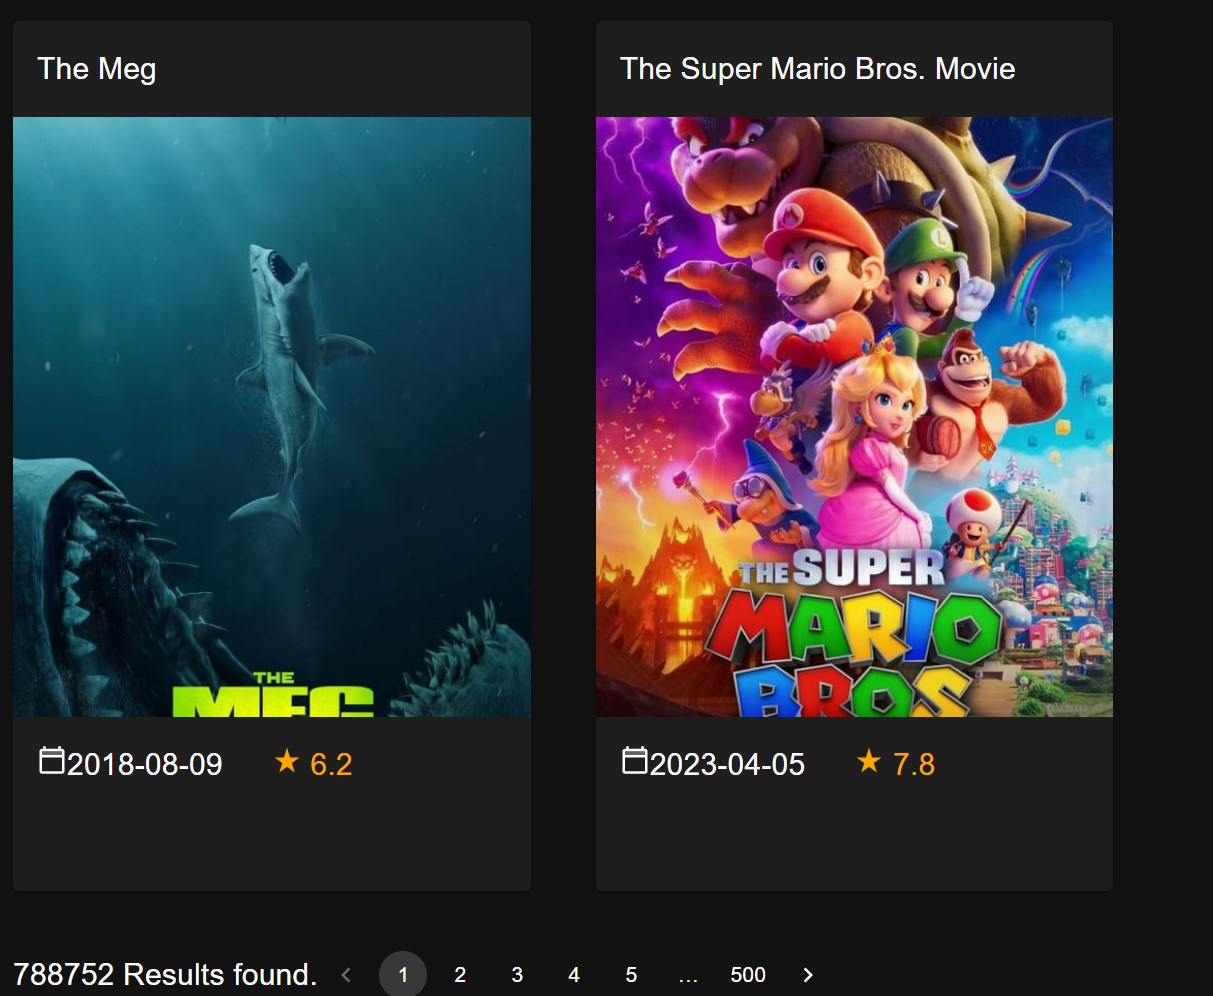 The Meg
THE
MEG
2018-08-09 ★ 6.2
The Super Mario Bros. Movie
L
DK
THE SUPER
MARIO
BROS
2023-04-05 ★ 7.8
788752 Results found. ‹ 1 2 3 4 5 … 500 ›